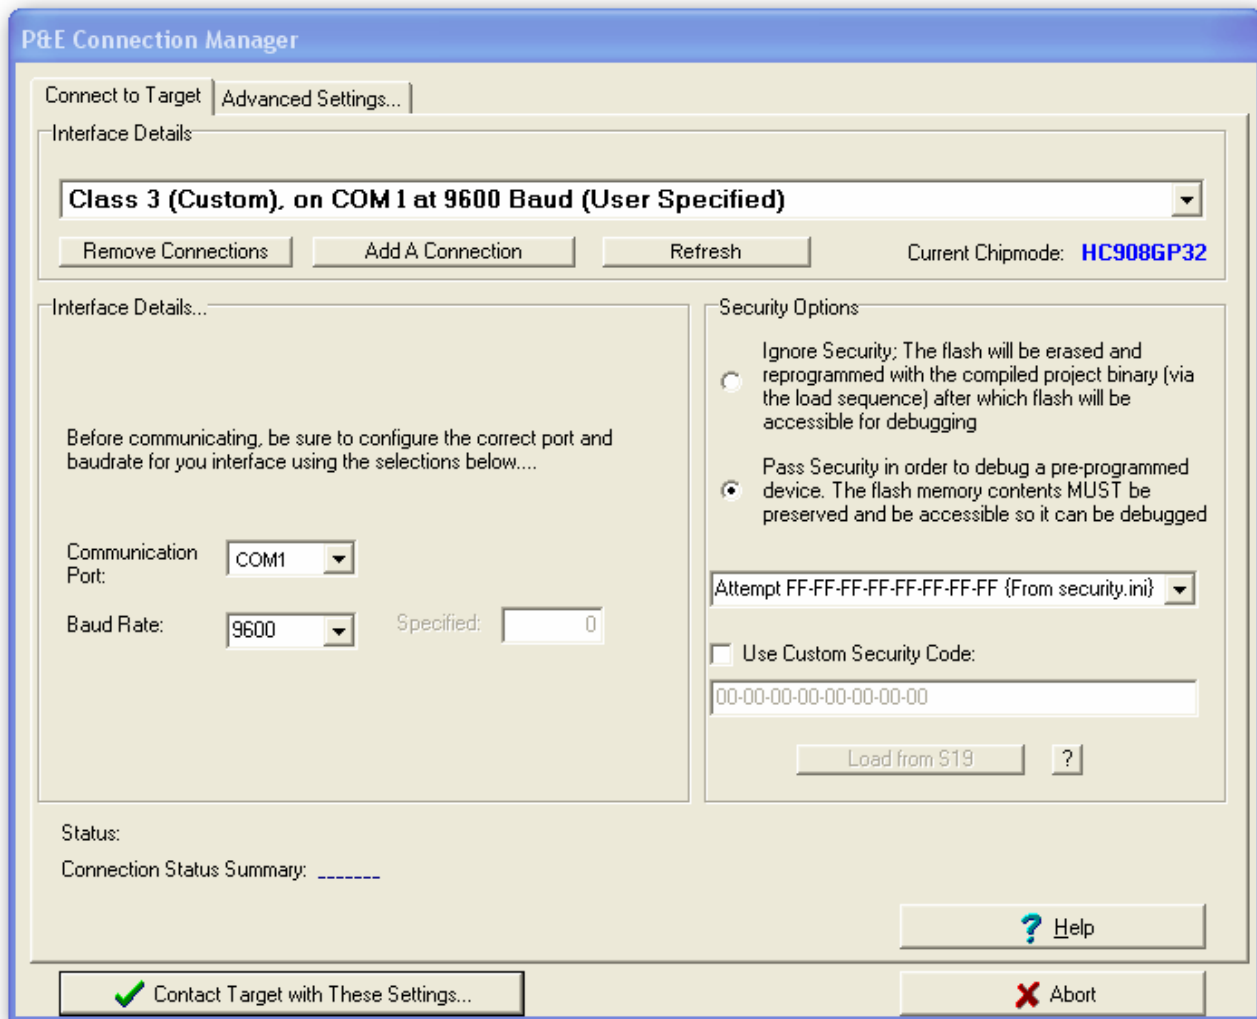 P&E Connection Manager
Connect to Target
Advanced Settings...
Interface Details
Class 3 (Custom), on COM 1 at 9600 Baud (User Specified)
Remove Connections
Add A Connection
Refresh
Current Chipmode: HC908GP32
Interface Details...
Before communicating, be sure to configure the correct port and
baudrate for you interface using the selections below....
Communication
Port:
COM1
Baud Rate:
9600
Specified:
0
Security Options
Ignore Security; The flash will be erased and
reprogrammed with the compiled project binary (via
the load sequence) after which flash will be
accessible for debugging
Pass Security in order to debug a pre-programmed
device. The flash memory contents MUST be
preserved and be accessible so it can be debugged
Attempt FF-FF-FF-FF-FF-FF-FF-FF {From security.ini}
Use Custom Security Code:
00-00-00-00-00-00-00-00
Load from S19
?
Status:
Connection Status Summary: _______
? Help
Contact Target with These Settings...
Abort